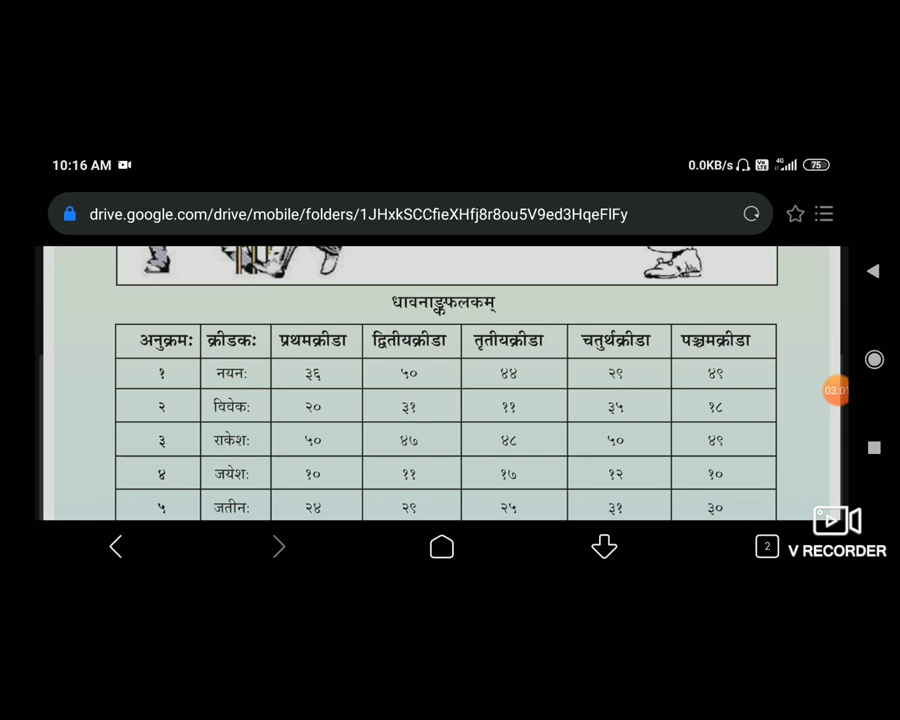 10:16 AM
0.0KB/s 4G 75
drive.google.com/drive/mobile/folders/1JHxkSCCfieXHfj8r8ou5V9ed3HqeFlFy
धावनाङ्कफलकम्
अनुक्रमः क्रीडकः प्रथमक्रीडा द्वितीयक्रीडा तृतीयक्रीडा चतुर्थक्रीडा पञ्चमक्रीडा
१ नयनः ३६ ५० ४४ २९ ४९
२ विवेकः २० ३१ ११ ३५ १८
३ राकेशः ५० ४७ ४८ ५० ४९
४ जयेशः १० ११ १७ १२ १०
५ जतीनः २४ २९ २५ ३१ ३०
03:01
2
V RECORDER